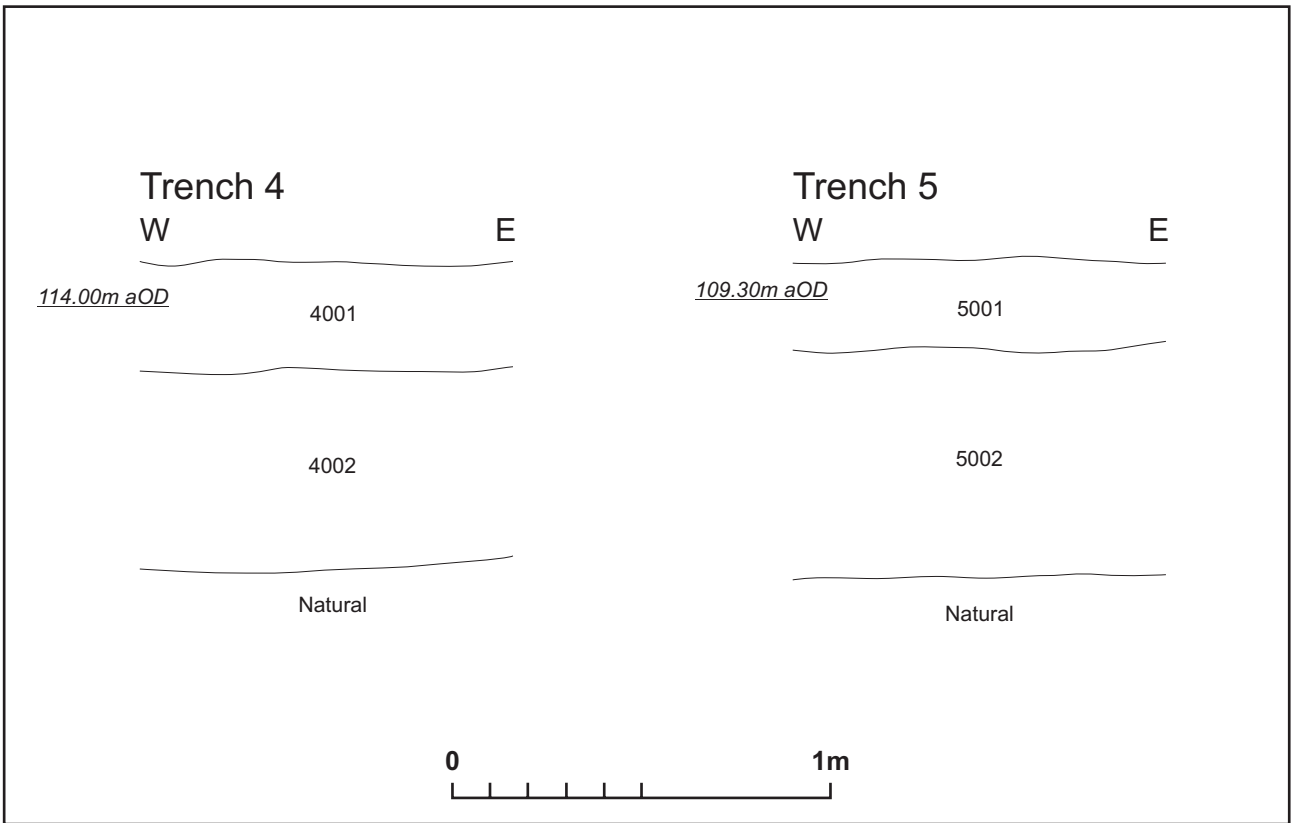 Trench 4
W E
114.00m aOD
4001
4002
Natural
Trench 5
W E
109.30m aOD
5001
5002
Natural
0 1m